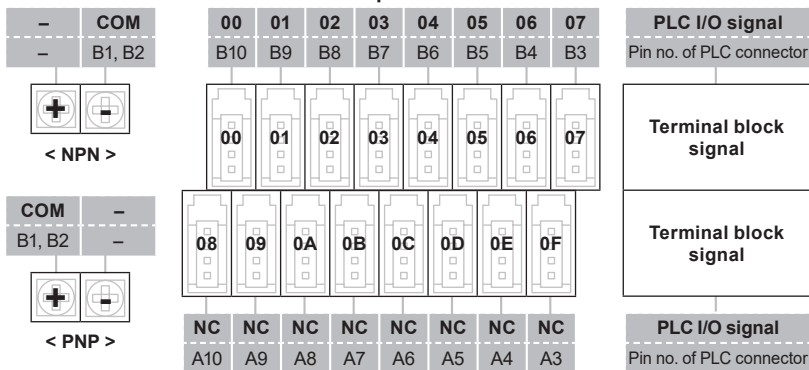 – COM 00 01 02 03 04 05 06 07 PLC I/O signal
– B1, B2 B10 B9 B8 B7 B6 B5 B4 B3 Pin no. of PLC connector
+ -
00 01 02 03 04 05 06 07 Terminal block
signal
< NPN >
COM –
B1, B2 –
08 09 0A 0B 0C 0D 0E 0F Terminal block
signal
+ -
< PNP >
NC NC NC NC NC NC NC NC PLC I/O signal
A10 A9 A8 A7 A6 A5 A4 A3 Pin no. of PLC connector